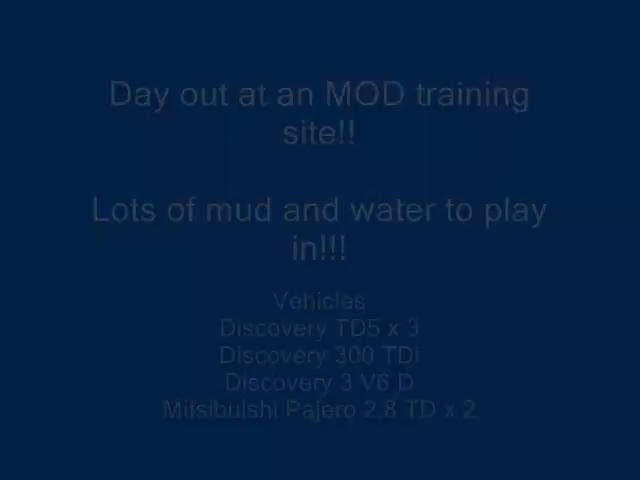 Day out at an MOD training
site!!
Lots of mud and water to play
in!!!
Vehicles
Discovery TD5 x 3
Discovery 300 TDi
Discovery 3 V6 D
Mitsibuishi Pajero 2,8 TD x 2